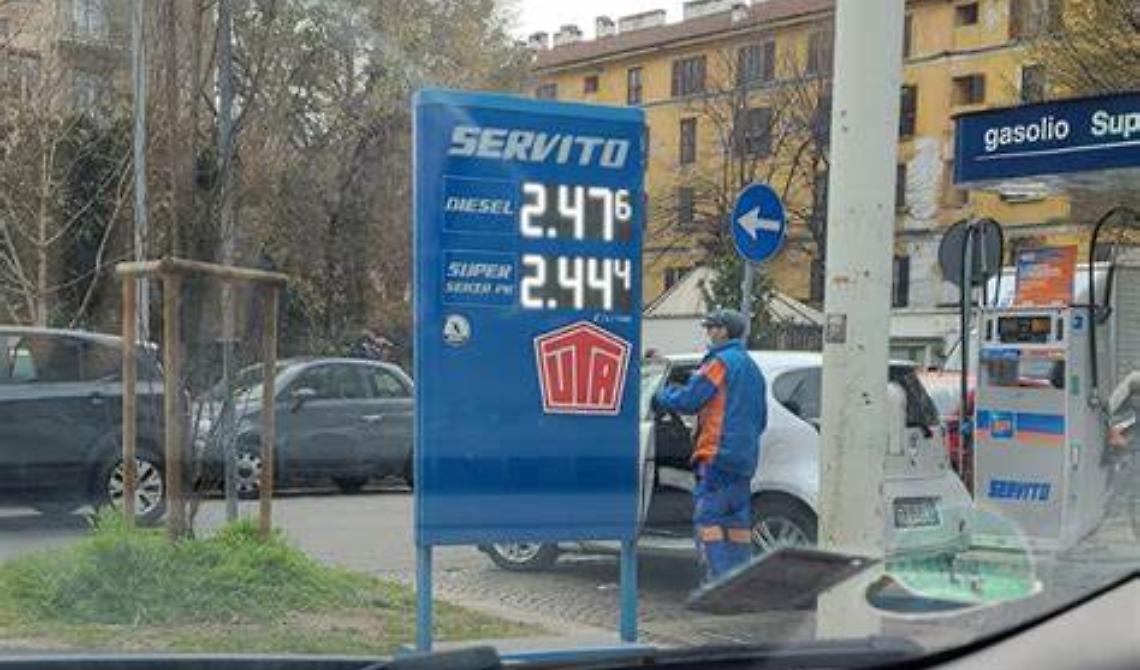 SERVITO
DIESEL 2.476
SUPER 2.444
SENZA PB
UTA
gasolio Sup
SERVITO